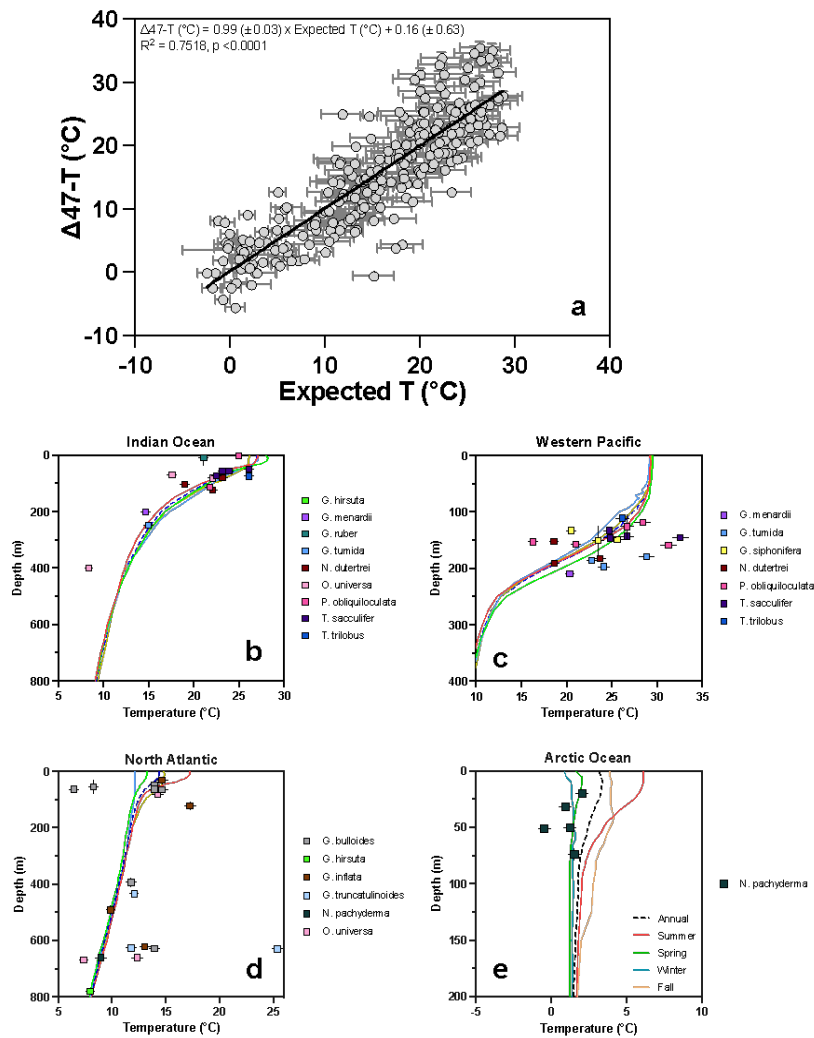 Δ47-T (°C) = 0.99 (±0.03) x Expected T (°C) + 0.16 (± 0.63)
R² = 0.7518, p <0.0001
40
30
20
10
0
-10
Δ47-T (°C)
a
-10 0 10 20 30 40
Expected T (°C)
Indian Ocean
0
200
400
600
800
Depth (m)
b
5 10 15 20 25 30
Temperature (°C)
G. hirsuta
G. menardii
G. ruber
G. tumida
N. dutertrei
O. universa
P. obliquiloculata
T. sacculifer
T. trilobus
Western Pacific
0
100
200
300
400
Depth (m)
c
10 15 20 25 30 35
Temperature (°C)
G. menardii
G. tumida
G. siphonifera
N. dutertrei
P. obliquiloculata
T. sacculifer
T. trilobus
North Atlantic
0
200
400
600
800
Depth (m)
d
5 10 15 20 25
Temperature (°C)
G. bulloides
G. hirsuta
G. inflata
G. truncatulinoides
N. pachyderma
O. universa
Arctic Ocean
0
50
100
150
200
Depth (m)
e
Annual
Summer
Spring
Winter
Fall
-5 0 5 10
Temperature (°C)
N. pachyderma